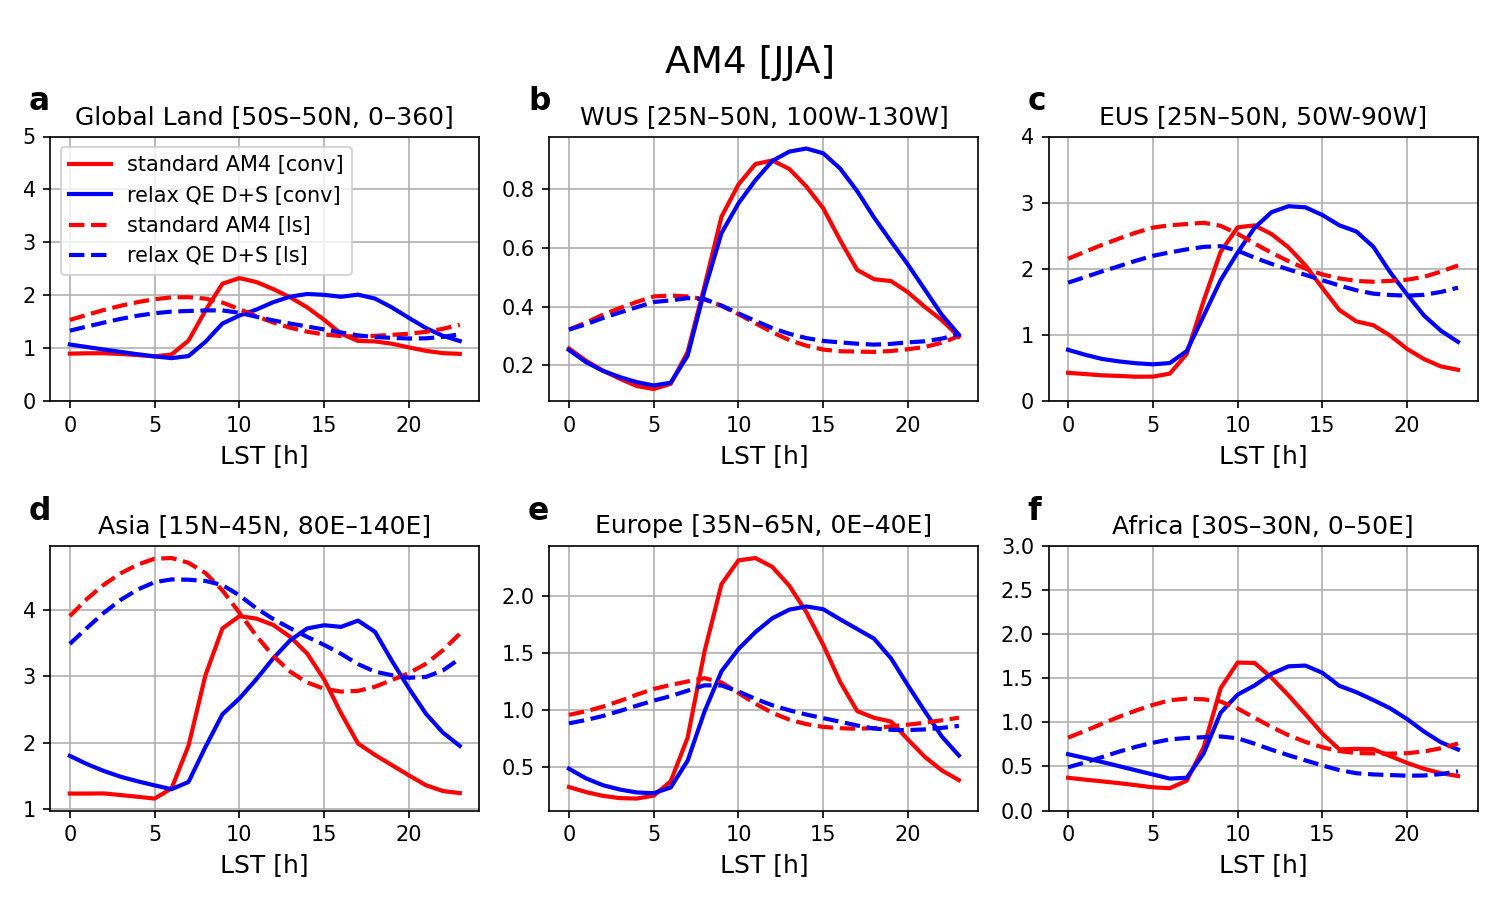 AM4 [JJA]
a
Global Land [50S–50N, 0–360]
5
4
3
2
1
0
standard AM4 [conv]
relax QE D+S [conv]
standard AM4 [ls]
relax QE D+S [ls]
0 5 10 15 20
LST [h]
b
WUS [25N–50N, 100W-130W]
0.8
0.6
0.4
0.2
0 5 10 15 20
LST [h]
c
EUS [25N–50N, 50W-90W]
4
3
2
1
0
0 5 10 15 20
LST [h]
d
Asia [15N–45N, 80E–140E]
4
3
2
1
0 5 10 15 20
LST [h]
e
Europe [35N–65N, 0E–40E]
2.0
1.5
1.0
0.5
0 5 10 15 20
LST [h]
f
Africa [30S–30N, 0–50E]
3.0
2.5
2.0
1.5
1.0
0.5
0.0
0 5 10 15 20
LST [h]